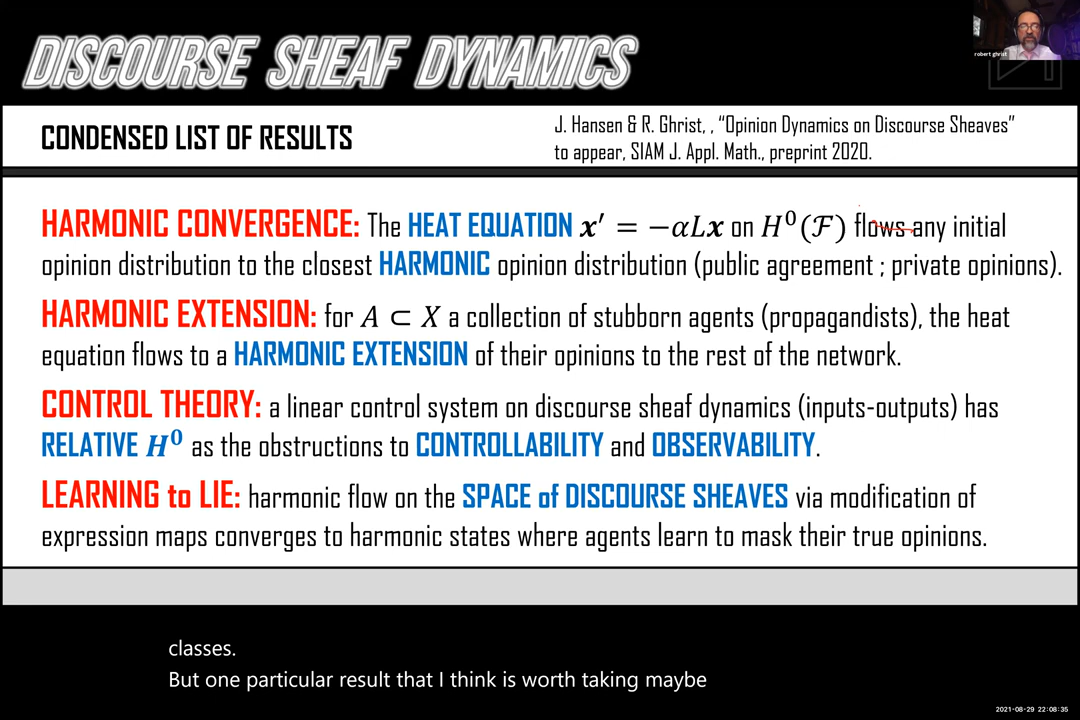 DISCOURSE SHEAF DYNAMICS
robert ghrist
CONDENSED LIST OF RESULTS
J. Hansen & R. Ghrist, , “Opinion Dynamics on Discourse Sheaves”
to appear, SIAM J. Appl. Math., preprint 2020.
HARMONIC CONVERGENCE: The HEAT EQUATION 𝒙′ = −𝛼𝐿𝒙 on 𝐻⁰(ℱ) flows any initial
opinion distribution to the closest HARMONIC opinion distribution (public agreement ; private opinions).
HARMONIC EXTENSION: for 𝐴 ⊂ 𝑋 a collection of stubborn agents (propagandists), the heat
equation flows to a HARMONIC EXTENSION of their opinions to the rest of the network.
CONTROL THEORY: a linear control system on discourse sheaf dynamics (inputs-outputs) has
RELATIVE 𝑯⁰ as the obstructions to CONTROLLABILITY and OBSERVABILITY.
LEARNING to LIE: harmonic flow on the SPACE of DISCOURSE SHEAVES via modification of
expression maps converges to harmonic states where agents learn to mask their true opinions.
classes.
But one particular result that I think is worth taking maybe
2021-08-29 22:08:35